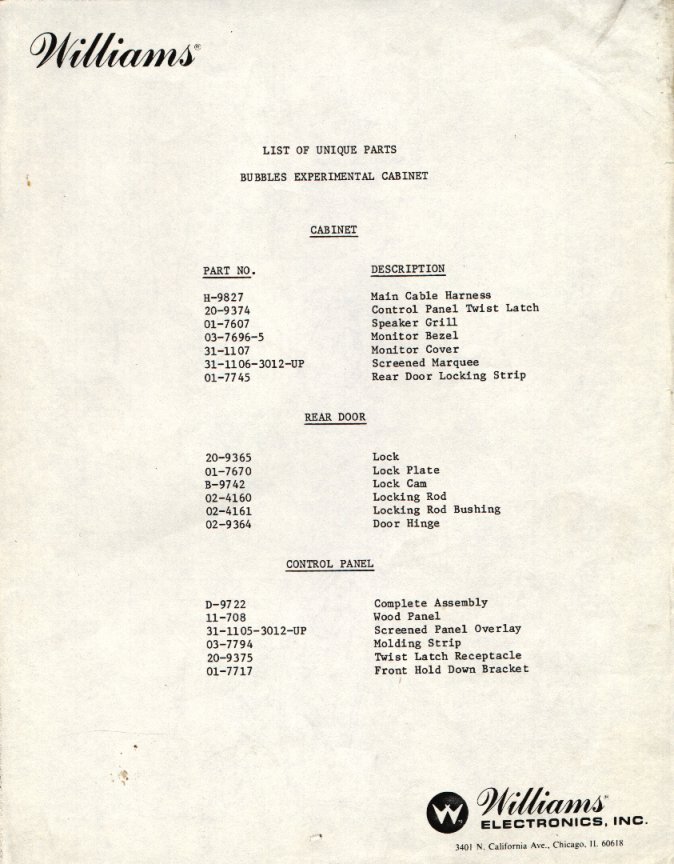 Williams®
LIST OF UNIQUE PARTS
BUBBLES EXPERIMENTAL CABINET
CABINET
PART NO. DESCRIPTION
H-9827 Main Cable Harness
20-9374 Control Panel Twist Latch
01-7607 Speaker Grill
03-7696-5 Monitor Bezel
31-1107 Monitor Cover
31-1106-3012-UP Screened Marquee
01-7745 Rear Door Locking Strip
REAR DOOR
20-9365 Lock
01-7670 Lock Plate
B-9742 Lock Cam
02-4160 Locking Rod
02-4161 Locking Rod Bushing
02-9364 Door Hinge
CONTROL PANEL
D-9722 Complete Assembly
11-708 Wood Panel
31-1105-3012-UP Screened Panel Overlay
03-7794 Molding Strip
20-9375 Twist Latch Receptacle
01-7717 Front Hold Down Bracket
W Williams™
ELECTRONICS, INC.
3401 N. California Ave., Chicago, IL 60618